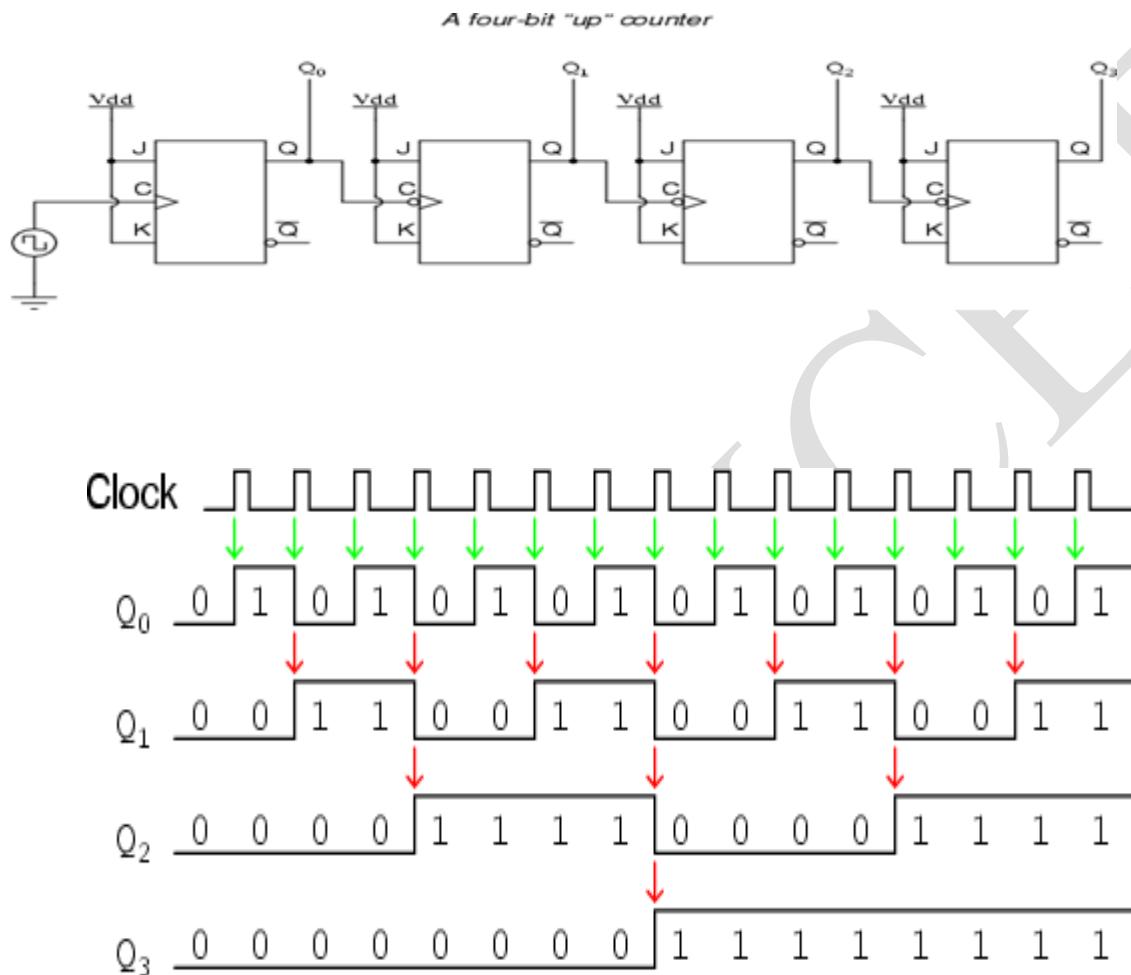 A four-bit "up" counter
Q0 Q1 Q2 Q3
Vdd Vdd Vdd Vdd
J Q J Q J Q J Q
C C C C
K Q̅ K Q̅ K Q̅ K Q̅
Clock
Q0 0 1 0 1 0 1 0 1 0 1 0 1 0 1 0 1
Q1 0 0 1 1 0 0 1 1 0 0 1 1 0 0 1 1
Q2 0 0 0 0 1 1 1 1 0 0 0 0 1 1 1 1
Q3 0 0 0 0 0 0 0 0 1 1 1 1 1 1 1 1